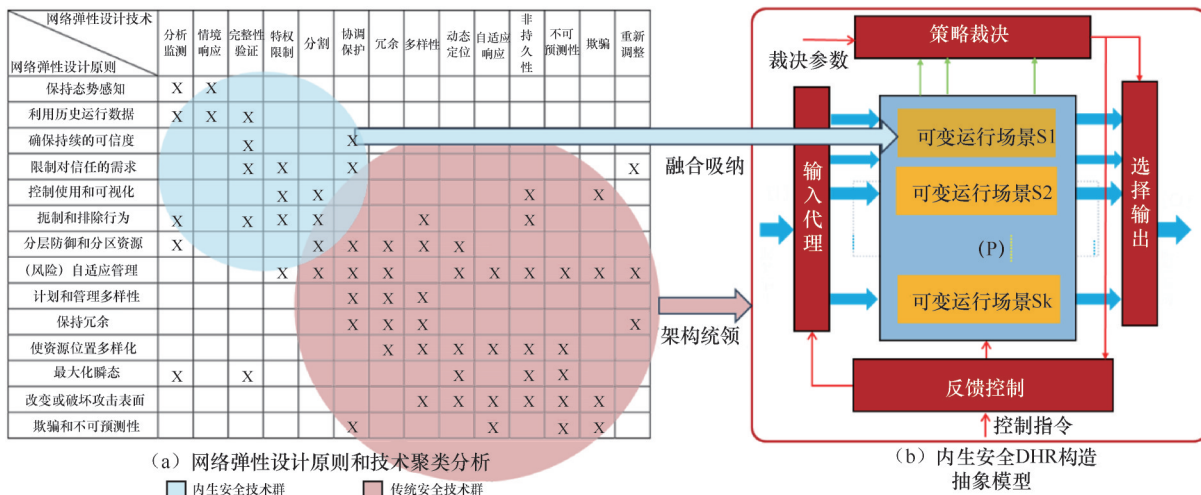 网络弹性设计技术
网络弹性设计原则
分析监测
情境响应
完整性验证
特权限制
分割
协调保护
冗余
多样性
动态定位
自适应响应
非持久性
不可预测性
欺骗
重新调整
保持态势感知 X X
利用历史运行数据 X X X
确保持续的可信度 X X
限制对信任的需求 X X X X
控制使用和可视化 X X X X
扼制和排除行为 X X X X X X
分层防御和分区资源 X X X X X X
(风险)自适应管理 X X X X X X X X X X
计划和管理多样性 X X X
保持冗余 X X X X
使资源位置多样化 X X X X X X
最大化瞬态 X X X X X
改变或破坏攻击表面 X X X X X X
欺骗和不可预测性 X X X X
(a)网络弹性设计原则和技术聚类分析
内生安全技术群
传统安全技术群
融合吸纳
架构统领
裁决参数
策略裁决
输入代理
可变运行场景S1
可变运行场景S2
(P)
可变运行场景Sk
选择输出
反馈控制
控制指令
(b)内生安全DHR构造
抽象模型